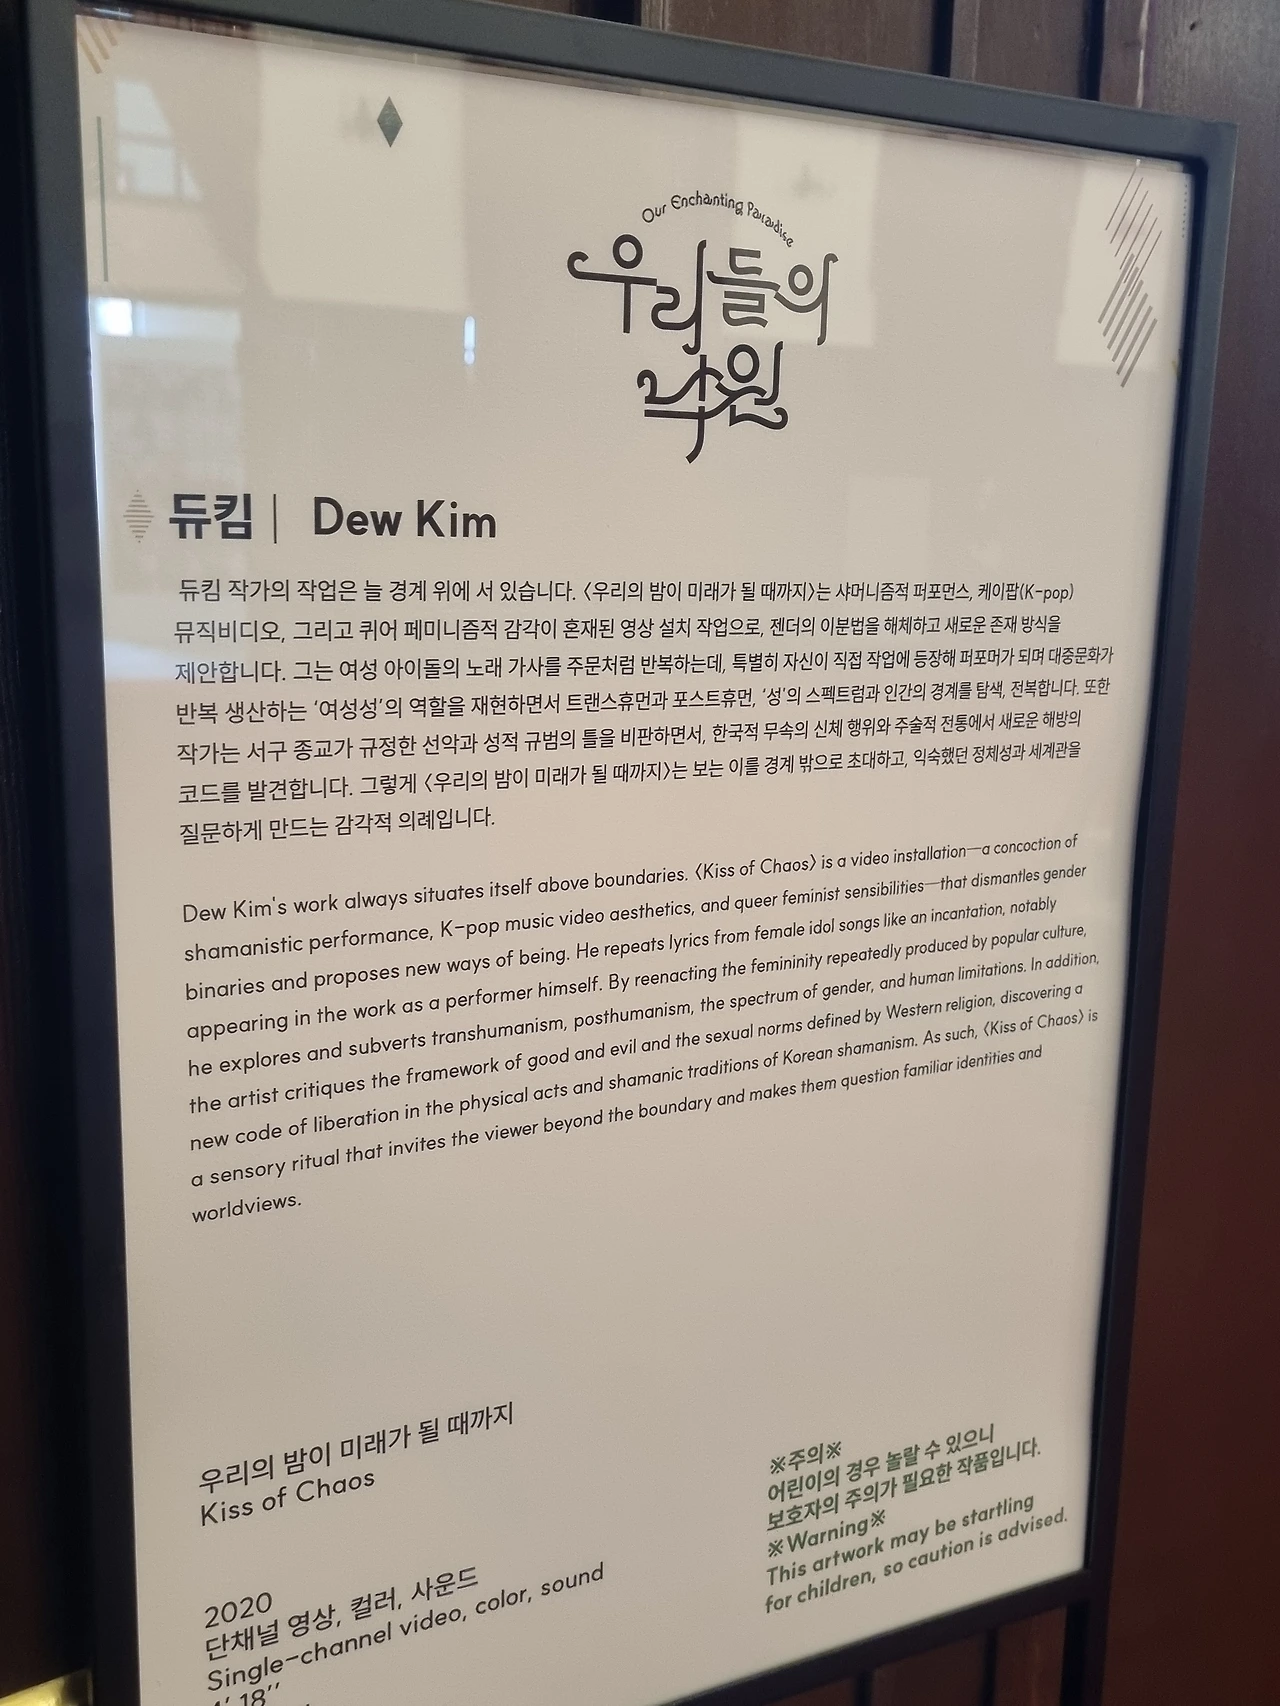 Our Enchanting Paradise
우리들의
낙원
듀킴 | Dew Kim
듀킴 작가의 작업은 늘 경계 위에 서 있습니다. 〈우리의 밤이 미래가 될 때까지〉는 샤머니즘적 퍼포먼스, 케이팝(K-pop)
뮤직비디오, 그리고 퀴어 페미니즘적 감각이 혼재된 영상 설치 작업으로, 젠더의 이분법을 해체하고 새로운 존재 방식을
제안합니다. 그는 여성 아이돌의 노래 가사를 주문처럼 반복하는데, 특별히 자신이 직접 작업에 등장해 퍼포머가 되며 대중문화가
반복 생산하는 ‘여성성’의 역할을 재현하면서 트랜스휴먼과 포스트휴먼, ‘성’의 스펙트럼과 인간의 경계를 탐색, 전복합니다. 또한
작가는 서구 종교가 규정한 선악과 성적 규범의 틀을 비판하면서, 한국적 무속의 신체 행위와 주술적 전통에서 새로운 해방의
코드를 발견합니다. 그렇게 〈우리의 밤이 미래가 될 때까지〉는 보는 이를 경계 밖으로 초대하고, 익숙했던 정체성과 세계관을
질문하게 만드는 감각적 의례입니다.
Dew Kim's work always situates itself above boundaries. 〈Kiss of Chaos〉 is a video installation—a concoction of
shamanistic performance, K-pop music video aesthetics, and queer feminist sensibilities—that dismantles gender
binaries and proposes new ways of being. He repeats lyrics from female idol songs like an incantation, notably
appearing in the work as a performer himself. By reenacting the femininity repeatedly produced by popular culture,
he explores and subverts transhumanism, posthumanism, the spectrum of gender, and human limitations. In addition,
the artist critiques the framework of good and evil and the sexual norms defined by Western religion, discovering a
new code of liberation in the physical acts and shamanic traditions of Korean shamanism. As such, 〈Kiss of Chaos〉 is
a sensory ritual that invites the viewer beyond the boundary and makes them question familiar identities and
worldviews.
우리의 밤이 미래가 될 때까지
Kiss of Chaos
2020
단채널 영상, 컬러, 사운드
Single-channel video, color, sound
4′ 18′′
※주의※
어린이의 경우 놀랄 수 있으니
보호자의 주의가 필요한 작품입니다.
※Warning※
This artwork may be startling
for children, so caution is advised.